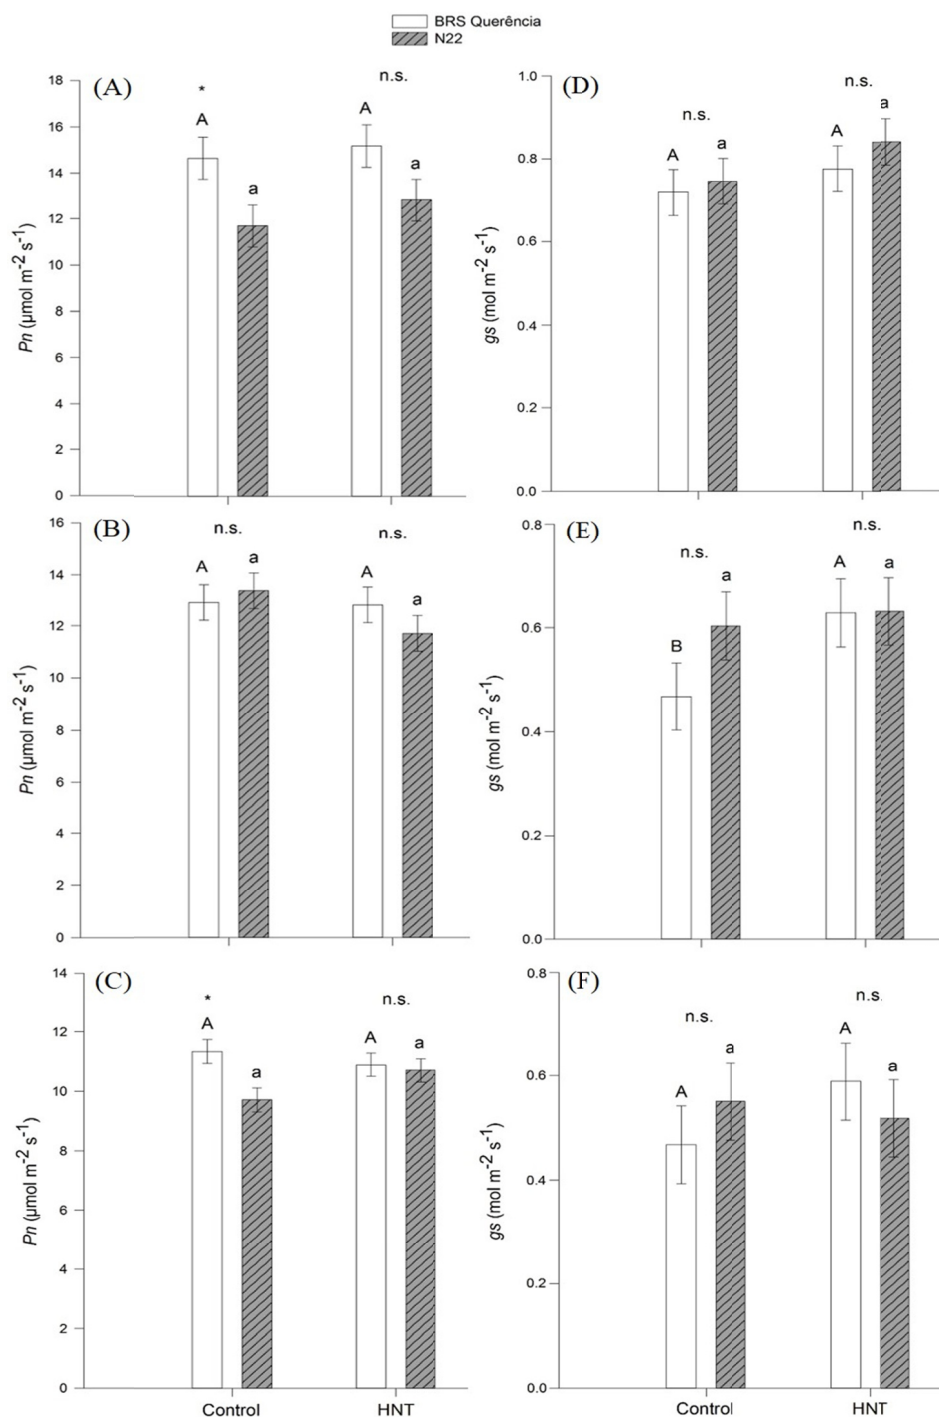 BRS Querência
N22
(A)
18
16
14
12
10
8
6
4
2
0
Pn (µmol m-2 s-1)
*
A
a
n.s.
A
a
(D)
1.0
0.8
0.6
0.4
0.2
0.0
gs (mol m-2 s-1)
n.s.
A
a
n.s.
A
a
(B)
16
14
12
10
8
6
4
2
0
Pn (µmol m-2 s-1)
n.s.
A
a
n.s.
A
a
(E)
0.8
0.6
0.4
0.2
0.0
gs (mol m-2 s-1)
n.s.
B
a
n.s.
A
a
(C)
14
12
10
8
6
4
2
0
Pn (µmol m-2 s-1)
*
A
a
n.s.
A
a
Control
HNT
(F)
0.8
0.6
0.4
0.2
0.0
gs (mol m-2 s-1)
n.s.
A
a
n.s.
A
a
Control
HNT